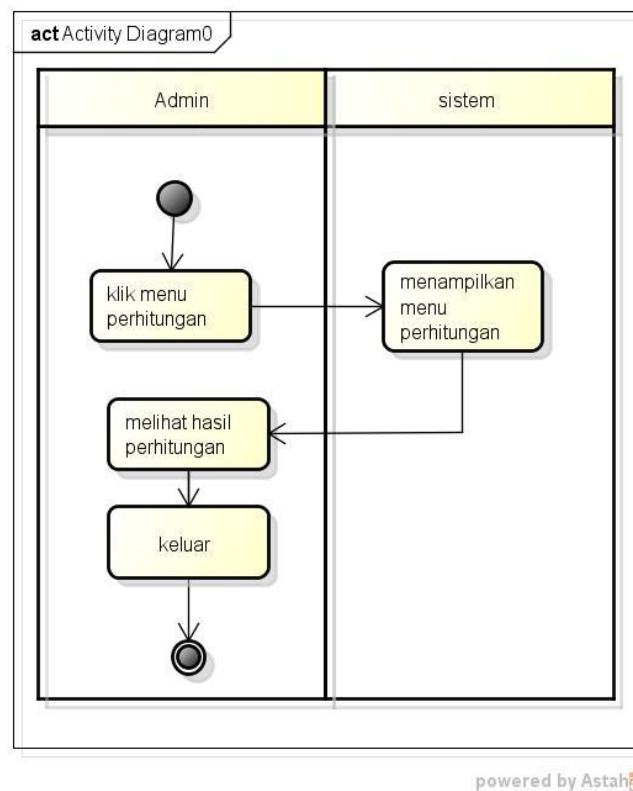 act Activity Diagram0
Admin
sistem
klik menu
perhitungan
menampilkan
menu
perhitungan
melihat hasil
perhitungan
keluar
powered by Astah